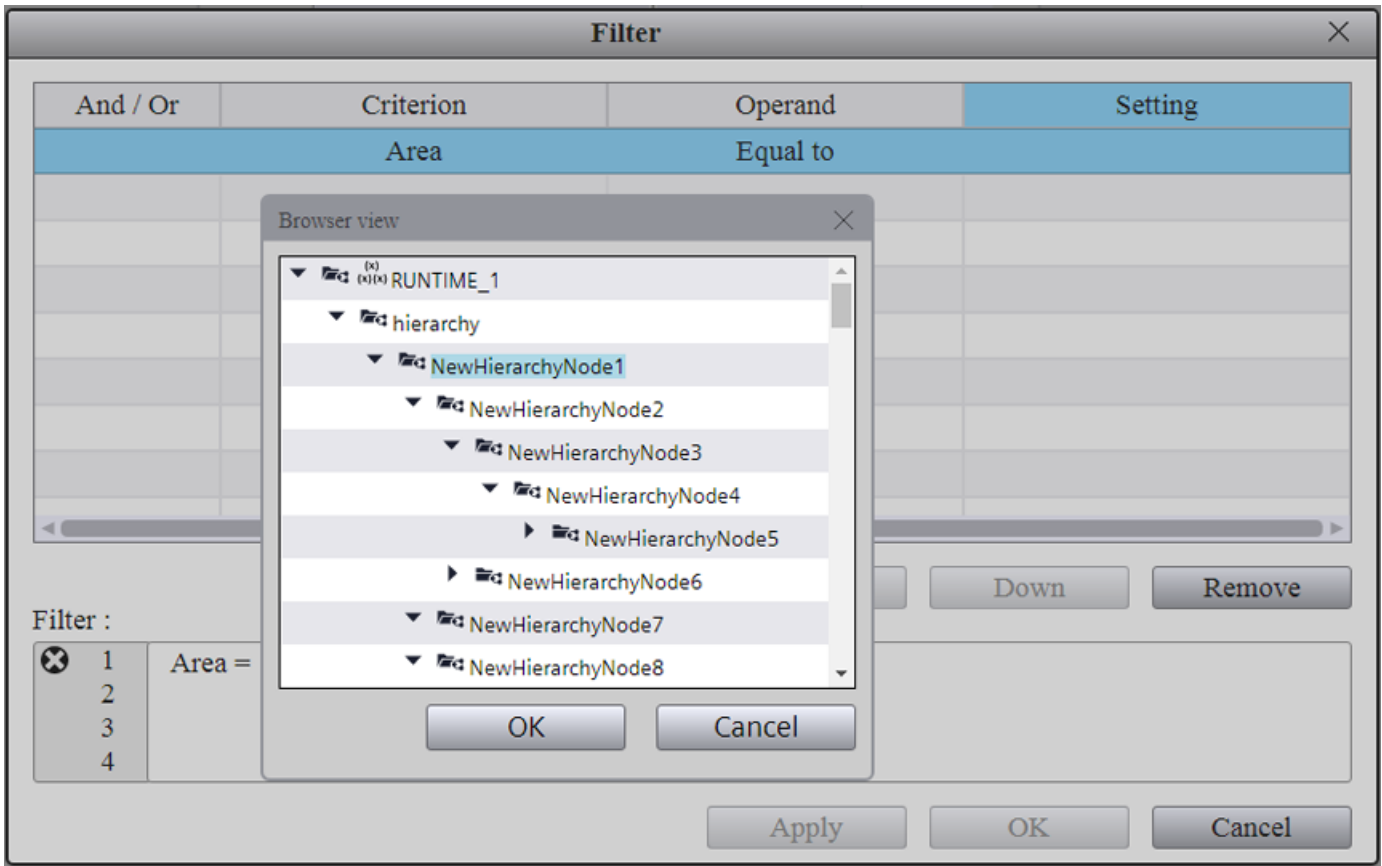 Filter
And / Or Criterion Operand Setting
Area Equal to
Browser view
(x)
(x)(x) RUNTIME_1
hierarchy
NewHierarchyNode1
NewHierarchyNode2
NewHierarchyNode3
NewHierarchyNode4
NewHierarchyNode5
NewHierarchyNode6
NewHierarchyNode7
NewHierarchyNode8
OK Cancel
Down Remove
Filter :
1 Area =
2
3
4
Apply OK Cancel